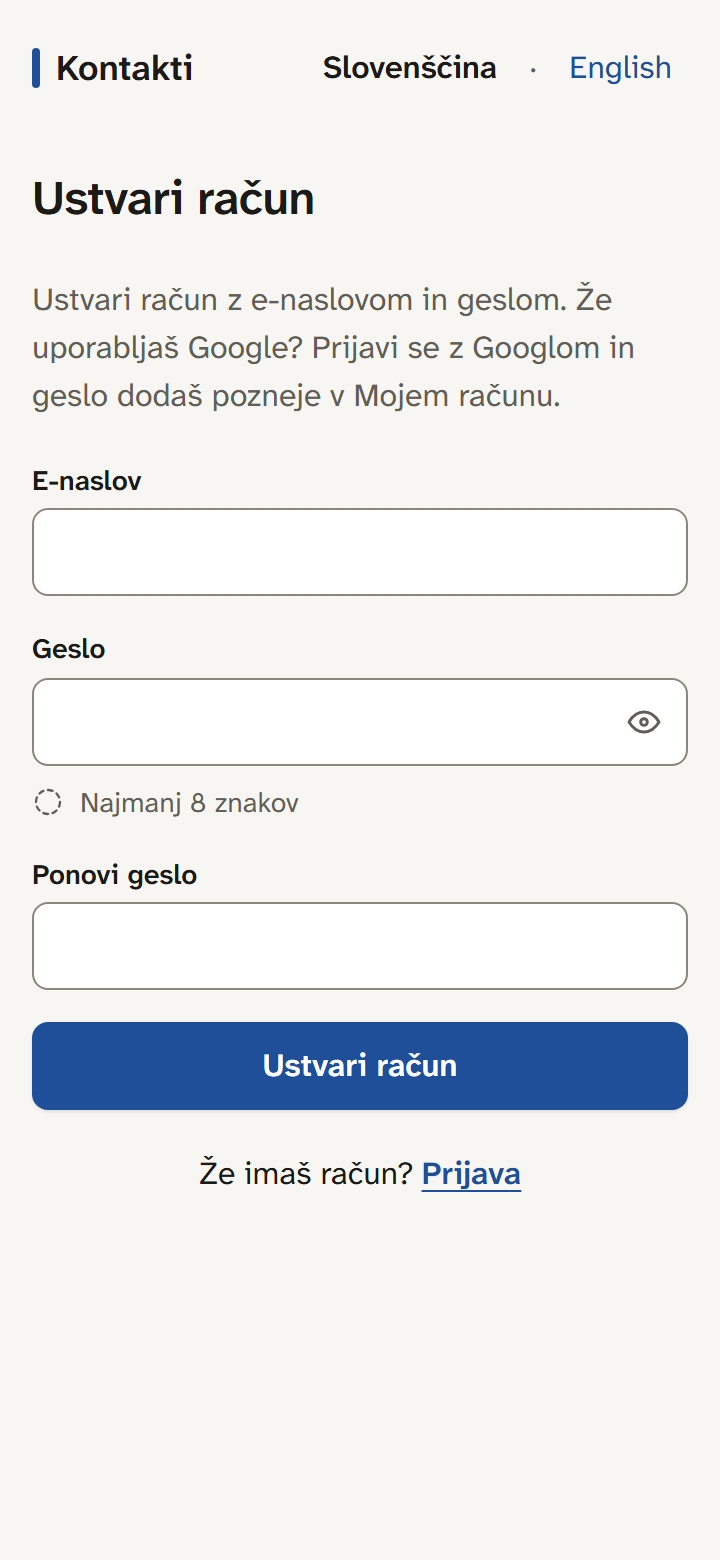 Kontakti
Slovenščina · English
Ustvari račun
Ustvari račun z e-naslovom in geslom. Že
uporabljaš Google? Prijavi se z Googlom in
geslo dodaš pozneje v Mojem računu.
E-naslov
Geslo
Najmanj 8 znakov
Ponovi geslo
Ustvari račun
Že imaš račun? Prijava